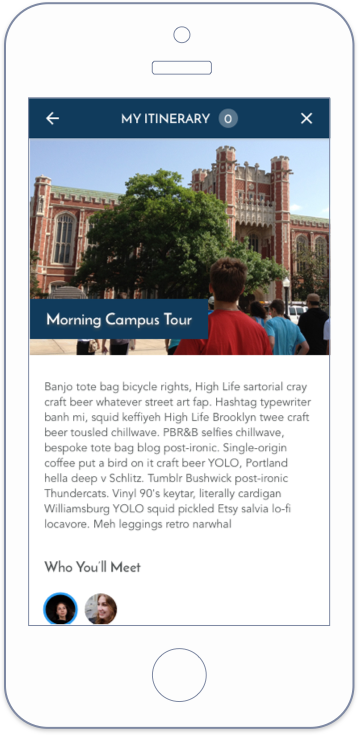 MY ITINERARY 0
Morning Campus Tour
Banjo tote bag bicycle rights, High Life sartorial cray
craft beer whatever street art fap. Hashtag typewriter
banh mi, squid keffiyeh High Life Brooklyn twee craft
beer tousled chillwave. PBR&B selfies chillwave,
bespoke tote bag blog post-ironic. Single-origin
coffee put a bird on it craft beer YOLO, Portland
hella deep v Schlitz. Tumblr Bushwick post-ironic
Thundercats. Vinyl 90's keytar, literally cardigan
Williamsburg YOLO squid pickled Etsy salvia lo-fi
locavore. Meh leggings retro narwhal
Who You'll Meet